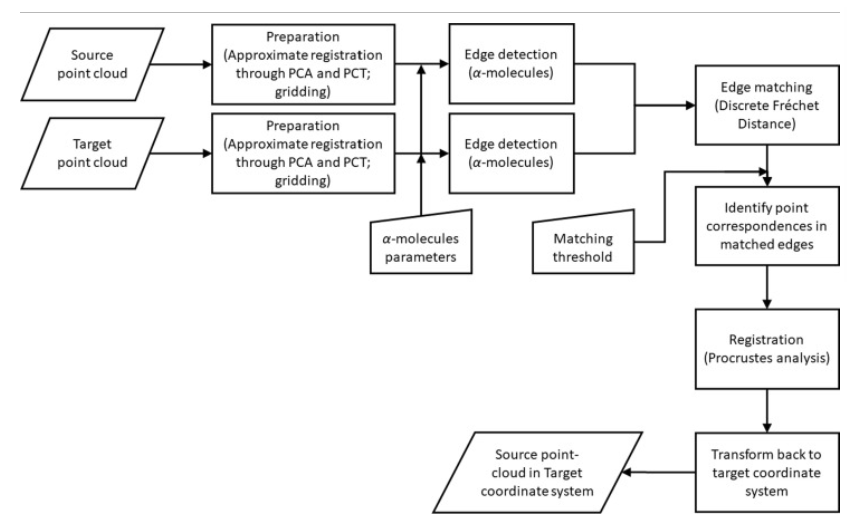 Source
point cloud
Preparation
(Approximate registration
through PCA and PCT;
gridding)
Edge detection
(α-molecules)
Edge matching
(Discrete Fréchet
Distance)
Target
point cloud
Preparation
(Approximate registration
through PCA and PCT;
gridding)
Edge detection
(α-molecules)
α-molecules
parameters
Matching
threshold
Identify point
correspondences in
matched edges
Registration
(Procrustes analysis)
Transform back to
target coordinate
system
Source point-
cloud in Target
coordinate system